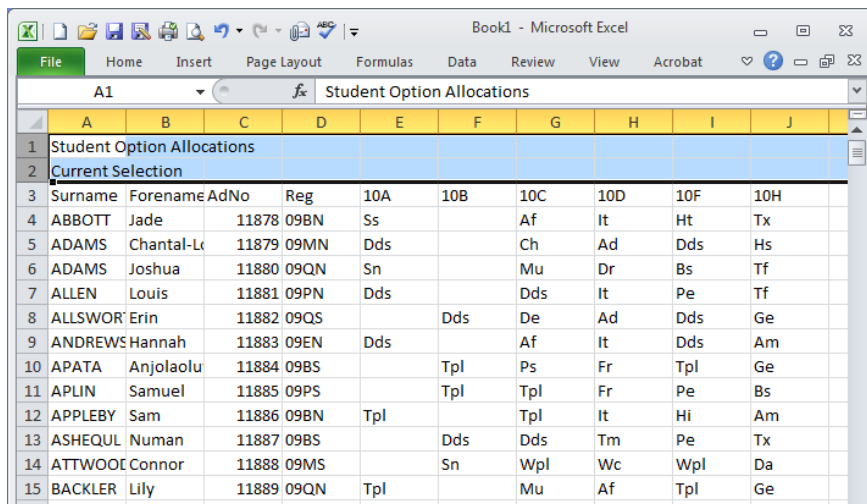 Book1 - Microsoft Excel
File Home Insert Page Layout Formulas Data Review View Acrobat
A1 fx Student Option Allocations
A B C D E F G H I J
1 Student Option Allocations
2 Current Selection
3 Surname Forename AdNo Reg 10A 10B 10C 10D 10F 10H
4 ABBOTT Jade 11878 09BN Ss Af It Ht Tx
5 ADAMS Chantal-Lo 11879 09MN Dds Ch Ad Dds Hs
6 ADAMS Joshua 11880 09QN Sn Mu Dr Bs Tf
7 ALLEN Louis 11881 09PN Dds Dds It Pe Tf
8 ALLSWOR Erin 11882 09QS Dds De Ad Dds Ge
9 ANDREWS Hannah 11883 09EN Dds Af It Dds Am
10 APATA Anjolaolu 11884 09BS Tpl Ps Fr Tpl Ge
11 APLIN Samuel 11885 09PS Tpl Tpl Fr Pe Bs
12 APPLEBY Sam 11886 09BN Tpl Tpl It Hi Am
13 ASHEQUL Numan 11887 09BS Dds Dds Tm Pe Tx
14 ATTWOOD Connor 11888 09MS Sn Wpl Wc Wpl Da
15 BACKLER Lily 11889 09QN Tpl Mu Af Tpl Ge